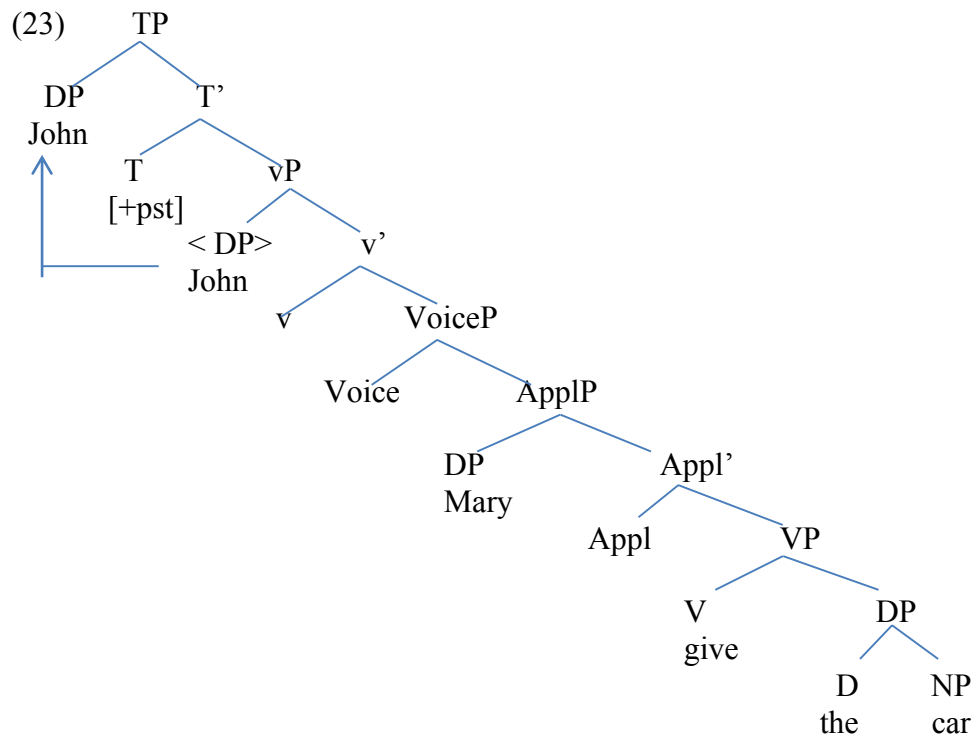 (23) TP
DP T’
John
T vP
[+pst]
< DP> v’
John
v VoiceP
Voice ApplP
DP Appl’
Mary
Appl VP
V DP
give
D NP
the car